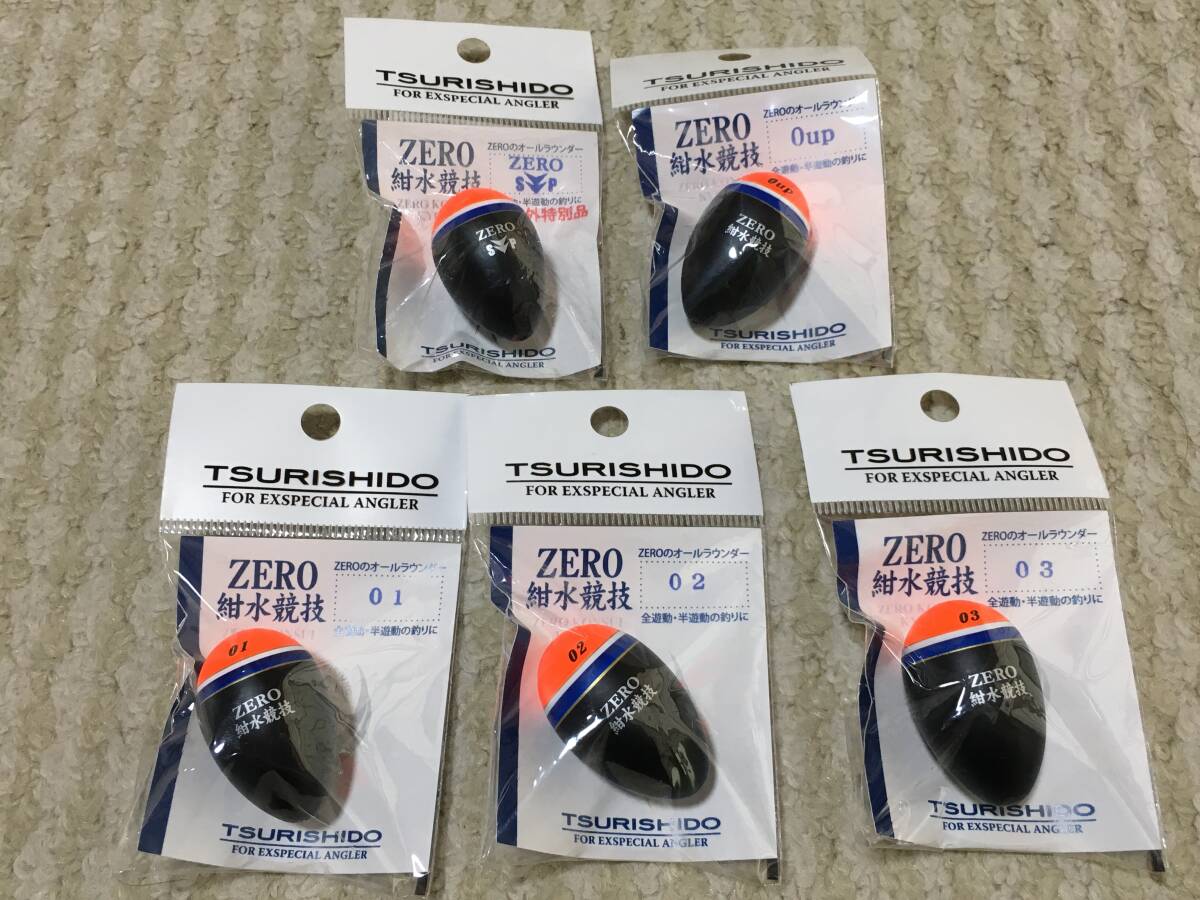 TSURISHIDO
FOR EXSPECIAL ANGLER
ZERO
紺水競技
ZEROのオールラウンダー
ZERO
SP
半遊動の釣りに
外特別品
ZERO
SP
TSURISHIDO
FOR EXSPECIAL ANGLER
TSURISHIDO
FOR EXSPECIAL ANGLER
ZERO
紺水競技
ZEROのオールラウンダー
0up
全遊動・半遊動の釣りに
0up
ZERO
紺水競技
TSURISHIDO
FOR EXSPECIAL ANGLER
TSURISHIDO
FOR EXSPECIAL ANGLER
ZERO
紺水競技
ZEROのオールラウンダー
01
全遊動・半遊動の釣りに
01
ZERO
紺水競技
TSURISHIDO
FOR EXSPECIAL ANGLER
TSURISHIDO
FOR EXSPECIAL ANGLER
ZERO
紺水競技
ZEROのオールラウンダー
02
全遊動・半遊動の釣りに
02
ZERO
紺水競技
TSURISHIDO
FOR EXSPECIAL ANGLER
TSURISHIDO
FOR EXSPECIAL ANGLER
ZERO
紺水競技
ZEROのオールラウンダー
03
全遊動・半遊動の釣りに
03
ZERO
紺水競技
TSURISHIDO
FOR EXSPECIAL ANGLER